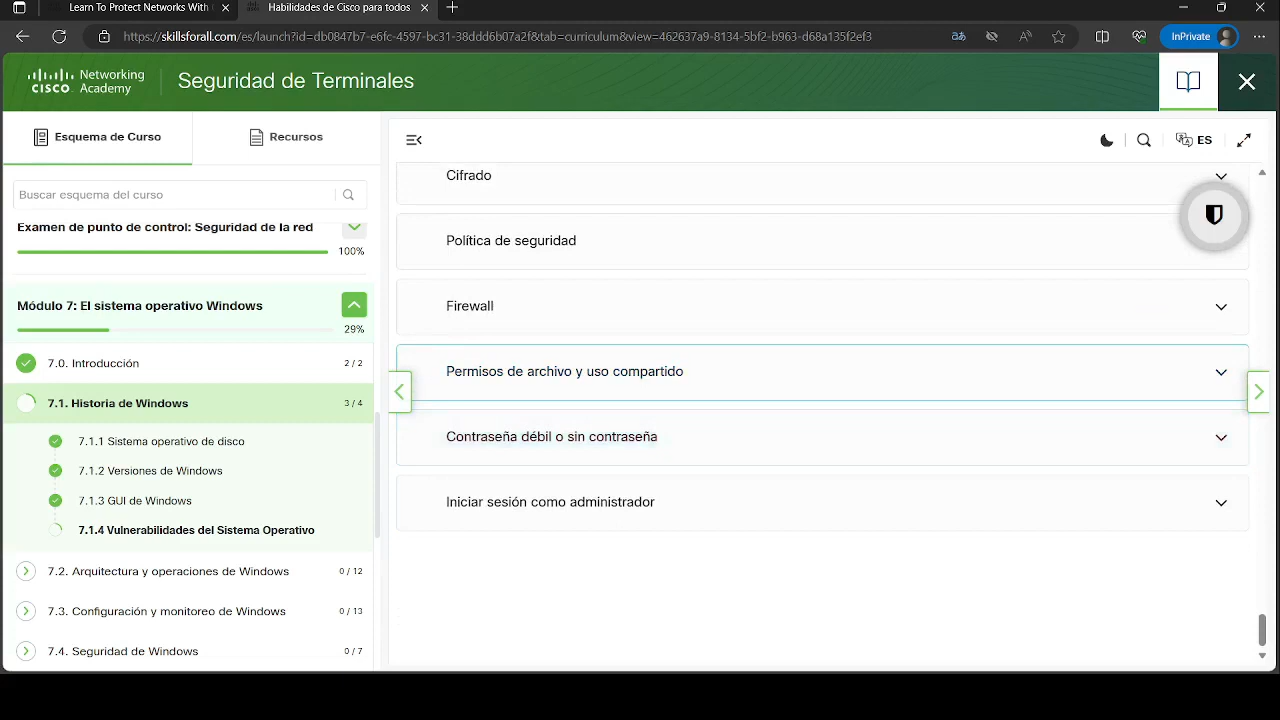 Learn To Protect Networks With
Habilidades de Cisco para todos
https://skillsforall.com/es/launch?id=db0847b7-e6fc-4597-bc31-38ddd6b07a2f&tab=curriculum&view=462637a9-8134-5bf2-b963-d68a135f2ef3
InPrivate
Networking
CISCO Academy
Seguridad de Terminales
Esquema de Curso
Recursos
ES
Buscar esquema del curso
Examen de punto de control: Seguridad de la red
100%
Módulo 7: El sistema operativo Windows
29%
7.0. Introducción 2 / 2
7.1. Historia de Windows 3 / 4
7.1.1 Sistema operativo de disco
7.1.2 Versiones de Windows
7.1.3 GUI de Windows
7.1.4 Vulnerabilidades del Sistema Operativo
7.2. Arquitectura y operaciones de Windows 0 / 12
7.3. Configuración y monitoreo de Windows 0 / 13
7.4. Seguridad de Windows 0 / 7
Cifrado
Política de seguridad
Firewall
Permisos de archivo y uso compartido
Contraseña débil o sin contraseña
Iniciar sesión como administrador